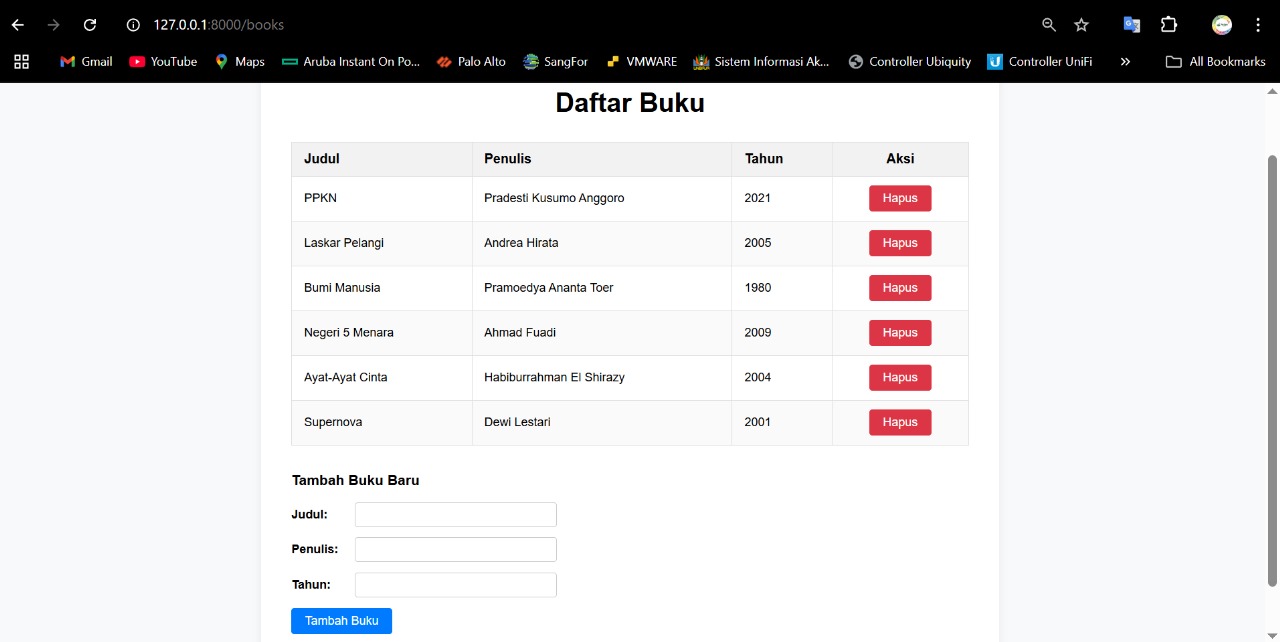 127.0.0.1:8000/books
Gmail YouTube Maps Aruba Instant On Po... Palo Alto SangFor VMWARE Sistem Informasi Ak... Controller Ubiquity Controller UniFi » All Bookmarks
Daftar Buku
Judul Penulis Tahun Aksi
PPKN Pradesti Kusumo Anggoro 2021 Hapus
Laskar Pelangi Andrea Hirata 2005 Hapus
Bumi Manusia Pramoedya Ananta Toer 1980 Hapus
Negeri 5 Menara Ahmad Fuadi 2009 Hapus
Ayat-Ayat Cinta Habiburrahman El Shirazy 2004 Hapus
Supernova Dewi Lestari 2001 Hapus
Tambah Buku Baru
Judul:
Penulis:
Tahun:
Tambah Buku